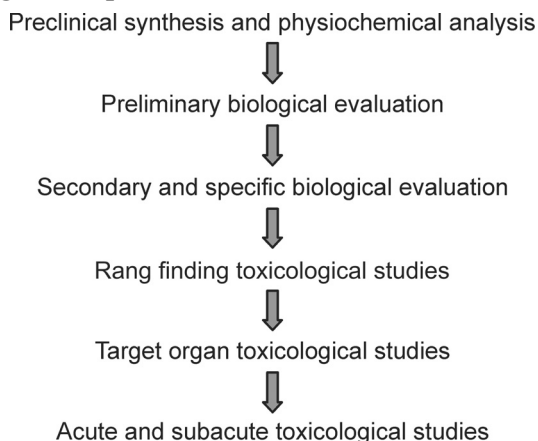 Preclinical synthesis and physiochemical analysis
Preliminary biological evaluation
Secondary and specific biological evaluation
Rang finding toxicological studies
Target organ toxicological studies
Acute and subacute toxicological studies